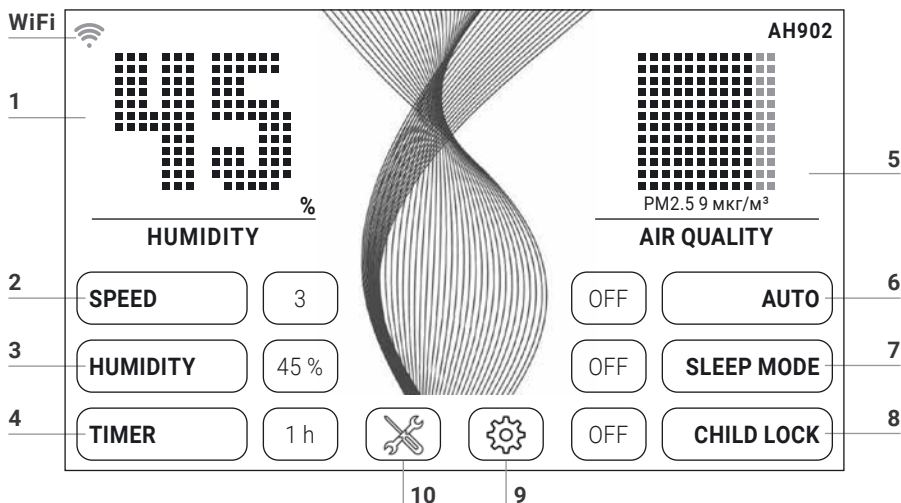 WiFi
AH902
1
45
5
%
PM2.5 9 мкг/м³
HUMIDITY
AIR QUALITY
2
SPEED
3
OFF
AUTO
6
3
HUMIDITY
45 %
OFF
SLEEP MODE
7
4
TIMER
1 h
OFF
CHILD LOCK
8
10
9